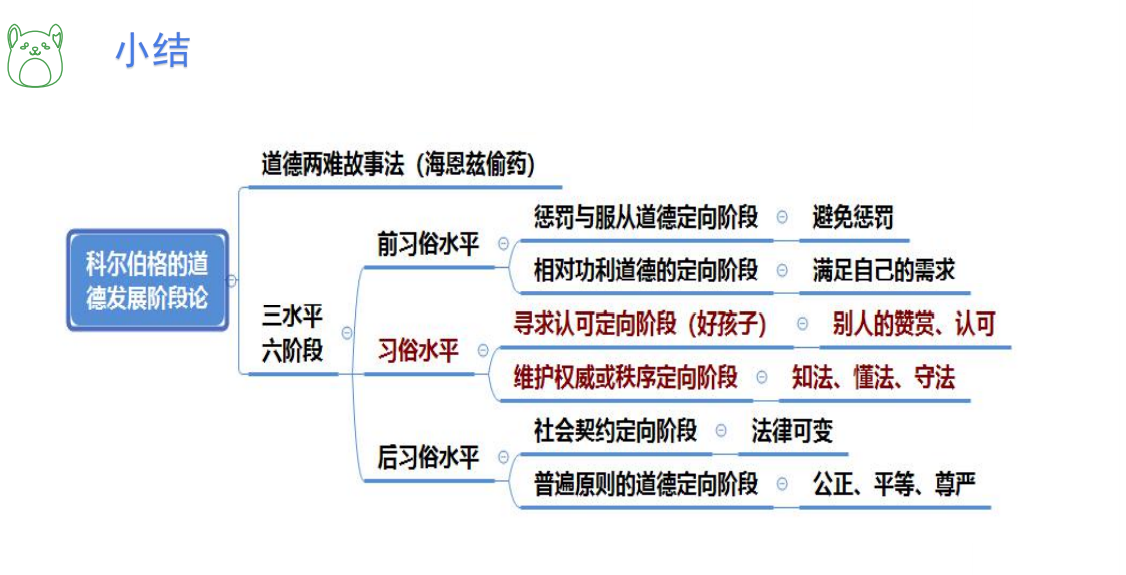 小结
道德两难故事法（海恩兹偷药）
科尔伯格的道
德发展阶段论
三水平
六阶段
前习俗水平
惩罚与服从道德定向阶段
避免惩罚
相对功利道德的定向阶段
满足自己的需求
习俗水平
寻求认可定向阶段（好孩子）
别人的赞赏、认可
维护权威或秩序定向阶段
知法、懂法、守法
后习俗水平
社会契约定向阶段
法律可变
普遍原则的道德定向阶段
公正、平等、尊严